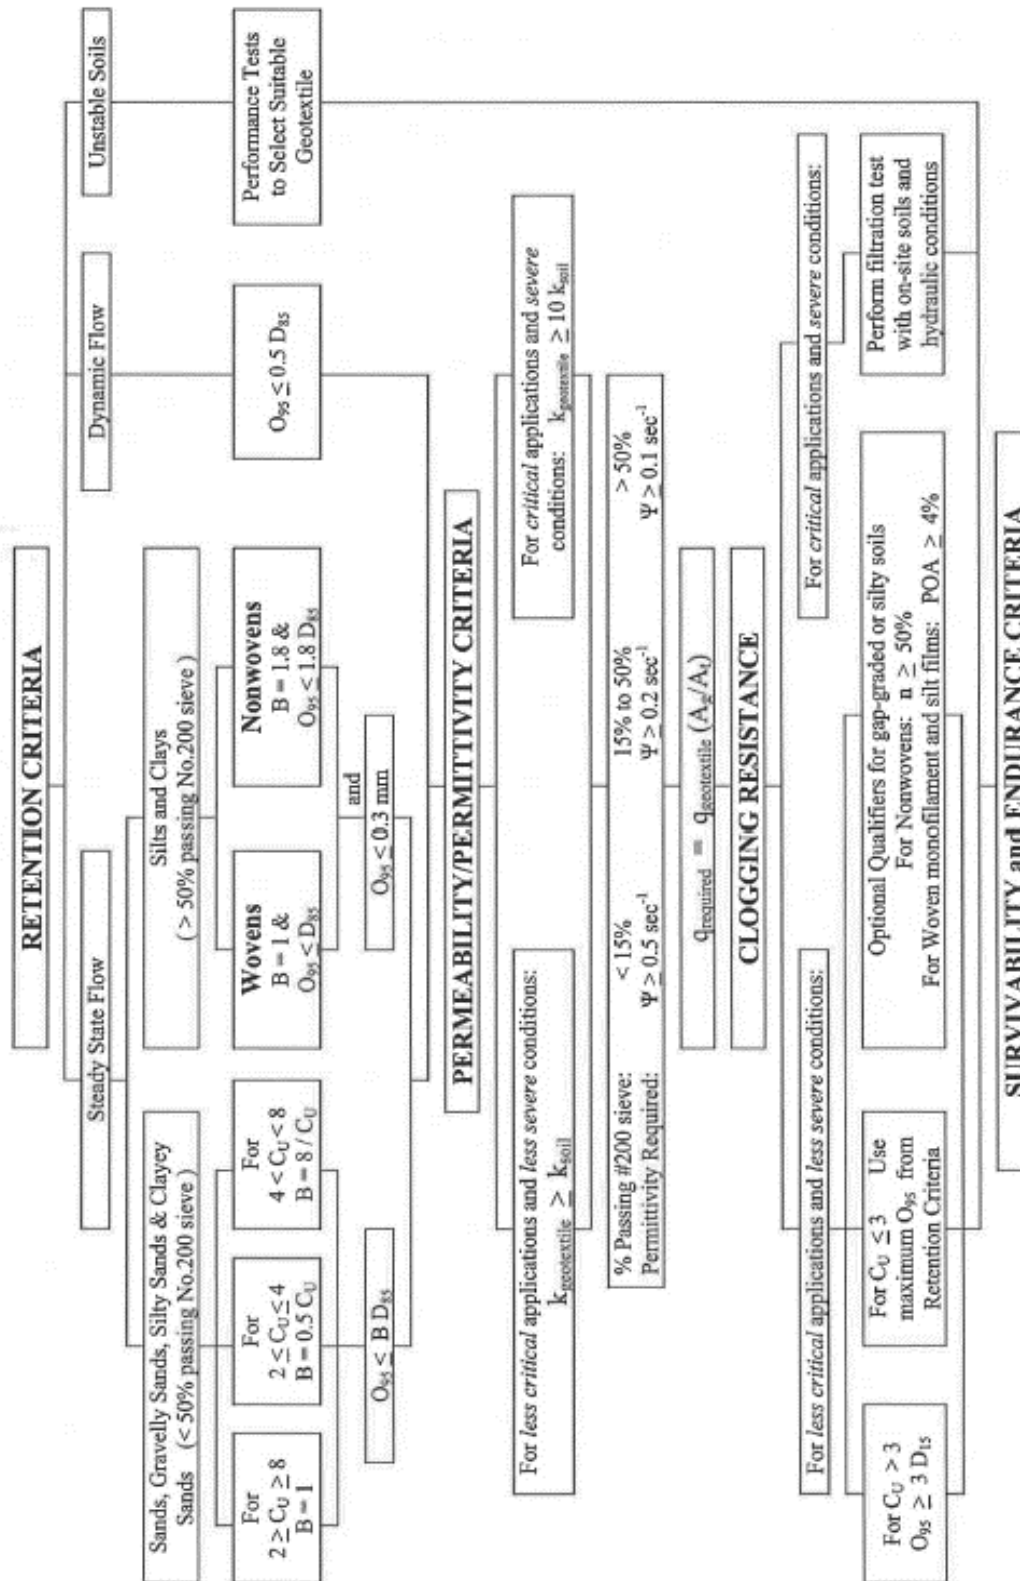 RETENTION CRITERIA
Steady State Flow
Dynamic Flow
Unstable Soils
Sands, Gravelly Sands, Silty Sands & Clayey
Sands (< 50% passing No.200 sieve )
Silts and Clays
( > 50% passing No.200 sieve )
For
2 ≥ C_U ≥ 8
B = 1
For
2 ≤ C_U ≤ 4
B = 0.5 C_U
For
4 < C_U < 8
B = 8 / C_U
Wovens
B = 1 &
O₉₅ ≤ D₈₅
Nonwovens
B = 1.8 &
O₉₅ ≤ 1.8 D₈₅
O₉₅ ≤ 0.5 D₈₅
Performance Tests
to Select Suitable
Geotextile
O₉₅ ≤ B D₈₅
and
O₉₅ ≤ 0.3 mm
PERMEABILITY/PERMITTIVITY CRITERIA
For less critical applications and less severe conditions:
k_geotextile ≥ k_soil
For critical applications and severe
conditions: k_geotextile ≥ 10 k_soil
% Passing #200 sieve: < 15% 15% to 50% > 50%
Permittivity Required: Ψ ≥ 0.5 sec⁻¹ Ψ ≥ 0.2 sec⁻¹ Ψ ≥ 0.1 sec⁻¹
q_required = q_geotextile (A_g/A_t)
CLOGGING RESISTANCE
For less critical applications and less severe conditions:
For critical applications and severe conditions:
For C_U > 3
O₉₅ ≥ 3 D₁₅
For C_U ≤ 3 Use
maximum O₉₅ from
Retention Criteria
Optional Qualifiers for gap-graded or silty soils
For Nonwovens: n ≥ 50%
For Woven monofilament and silt films: POA ≥ 4%
Perform filtration test
with on-site soils and
hydraulic conditions
SURVIVABILITY and ENDURANCE CRITERIA